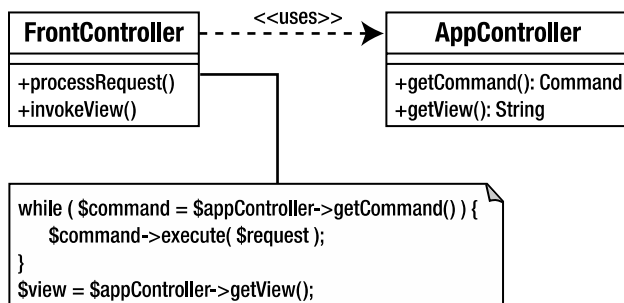 FrontController
<<uses>>
AppController
+processRequest()
+invokeView()
+getCommand(): Command
+getView(): String
while ( $command = $appController->getCommand() ) {
$command->execute( $request );
}
$view = $appController->getView();